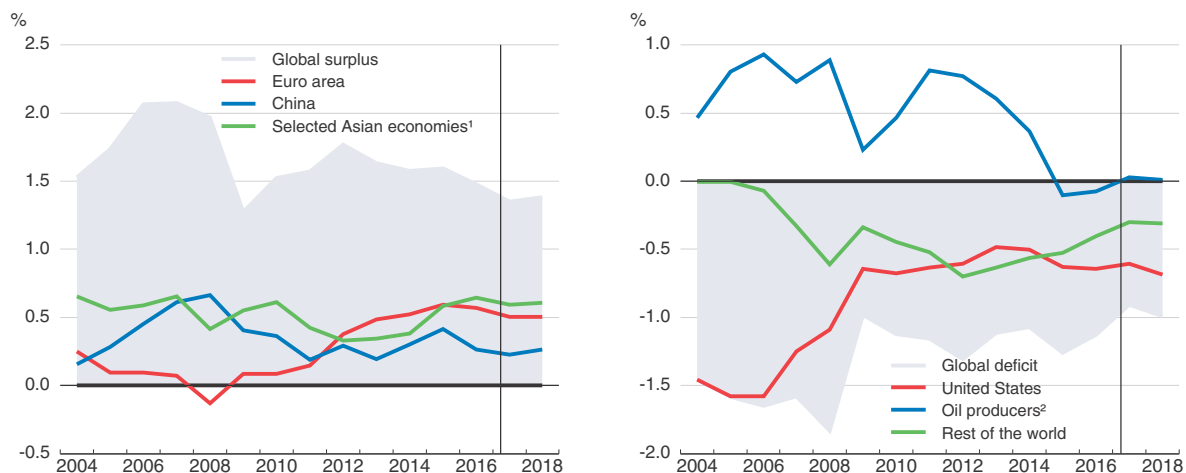 %
2.5
2.0
1.5
1.0
0.5
0.0
-0.5
Global surplus
Euro area
China
Selected Asian economies¹
2004 2006 2008 2010 2012 2014 2016 2018
%
1.0
0.5
0.0
-0.5
-1.0
-1.5
-2.0
Global deficit
United States
Oil producers²
Rest of the world
2004 2006 2008 2010 2012 2014 2016 2018